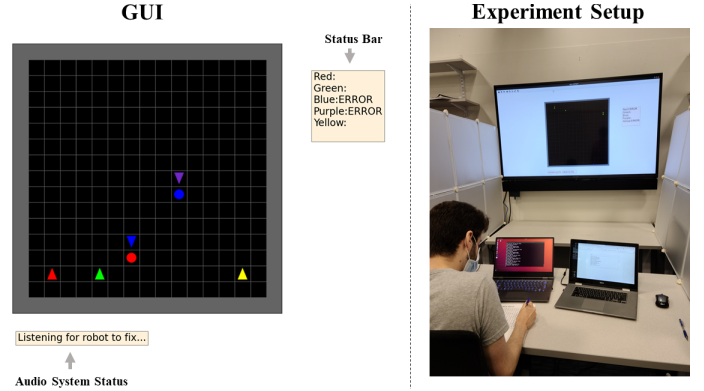 GUI
Experiment Setup
Status Bar
Red:
Green:
Blue:ERROR
Purple:ERROR
Yellow:
Listening for robot to fix...
Audio System Status